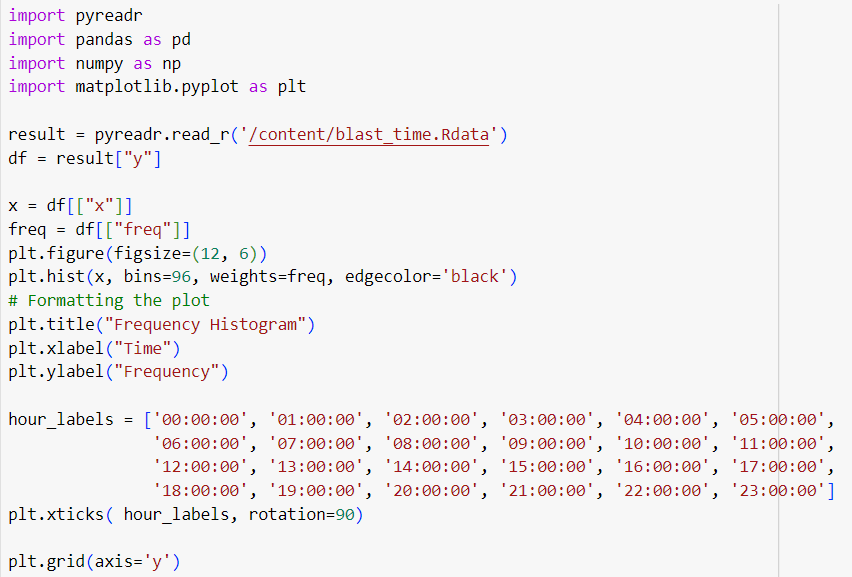 import pyreadr
import pandas as pd
import numpy as np
import matplotlib.pyplot as plt
result = pyreadr.read_r('/content/blast_time.Rdata')
df = result["y"]
x = df[["x"]]
freq = df[["freq"]]
plt.figure(figsize=(12, 6))
plt.hist(x, bins=96, weights=freq, edgecolor='black')
# Formatting the plot
plt.title("Frequency Histogram")
plt.xlabel("Time")
plt.ylabel("Frequency")
hour_labels = ['00:00:00', '01:00:00', '02:00:00', '03:00:00', '04:00:00', '05:00:00',
'06:00:00', '07:00:00', '08:00:00', '09:00:00', '10:00:00', '11:00:00',
'12:00:00', '13:00:00', '14:00:00', '15:00:00', '16:00:00', '17:00:00',
'18:00:00', '19:00:00', '20:00:00', '21:00:00', '22:00:00', '23:00:00']
plt.xticks( hour_labels, rotation=90)
plt.grid(axis='y')